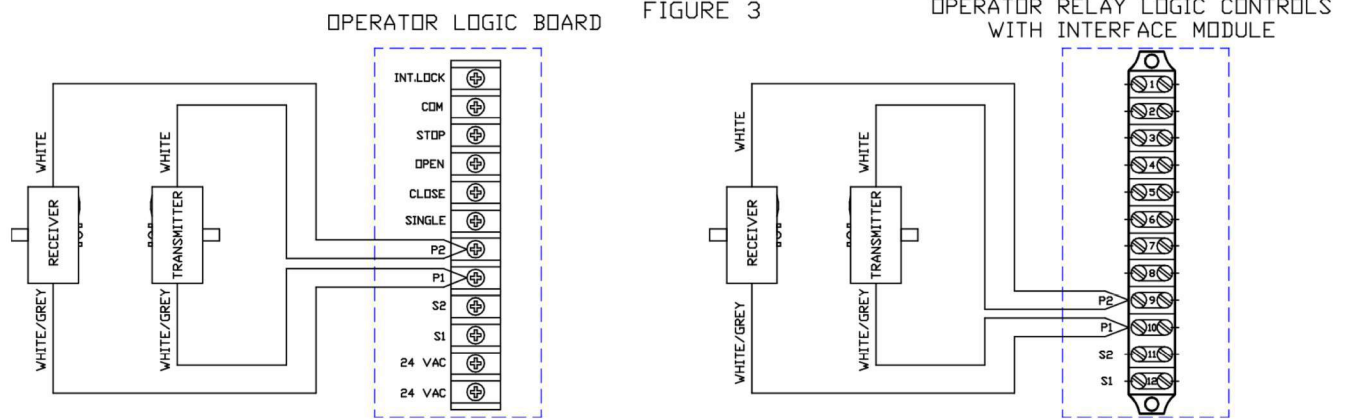 OPERATOR LOGIC BOARD
FIGURE 3
OPERATOR RELAY LOGIC CONTROLS
WITH INTERFACE MODULE
WHITE
WHITE
RECEIVER
TRANSMITTER
WHITE/GREY
WHITE/GREY
INT.LOCK
COM
STOP
OPEN
CLOSE
SINGLE
P2
P1
S2
S1
24 VAC
24 VAC
WHITE
WHITE
RECEIVER
TRANSMITTER
WHITE/GREY
WHITE/GREY
1
2
3
4
5
6
7
8
P2 9
P1 10
S2 11
S1 12